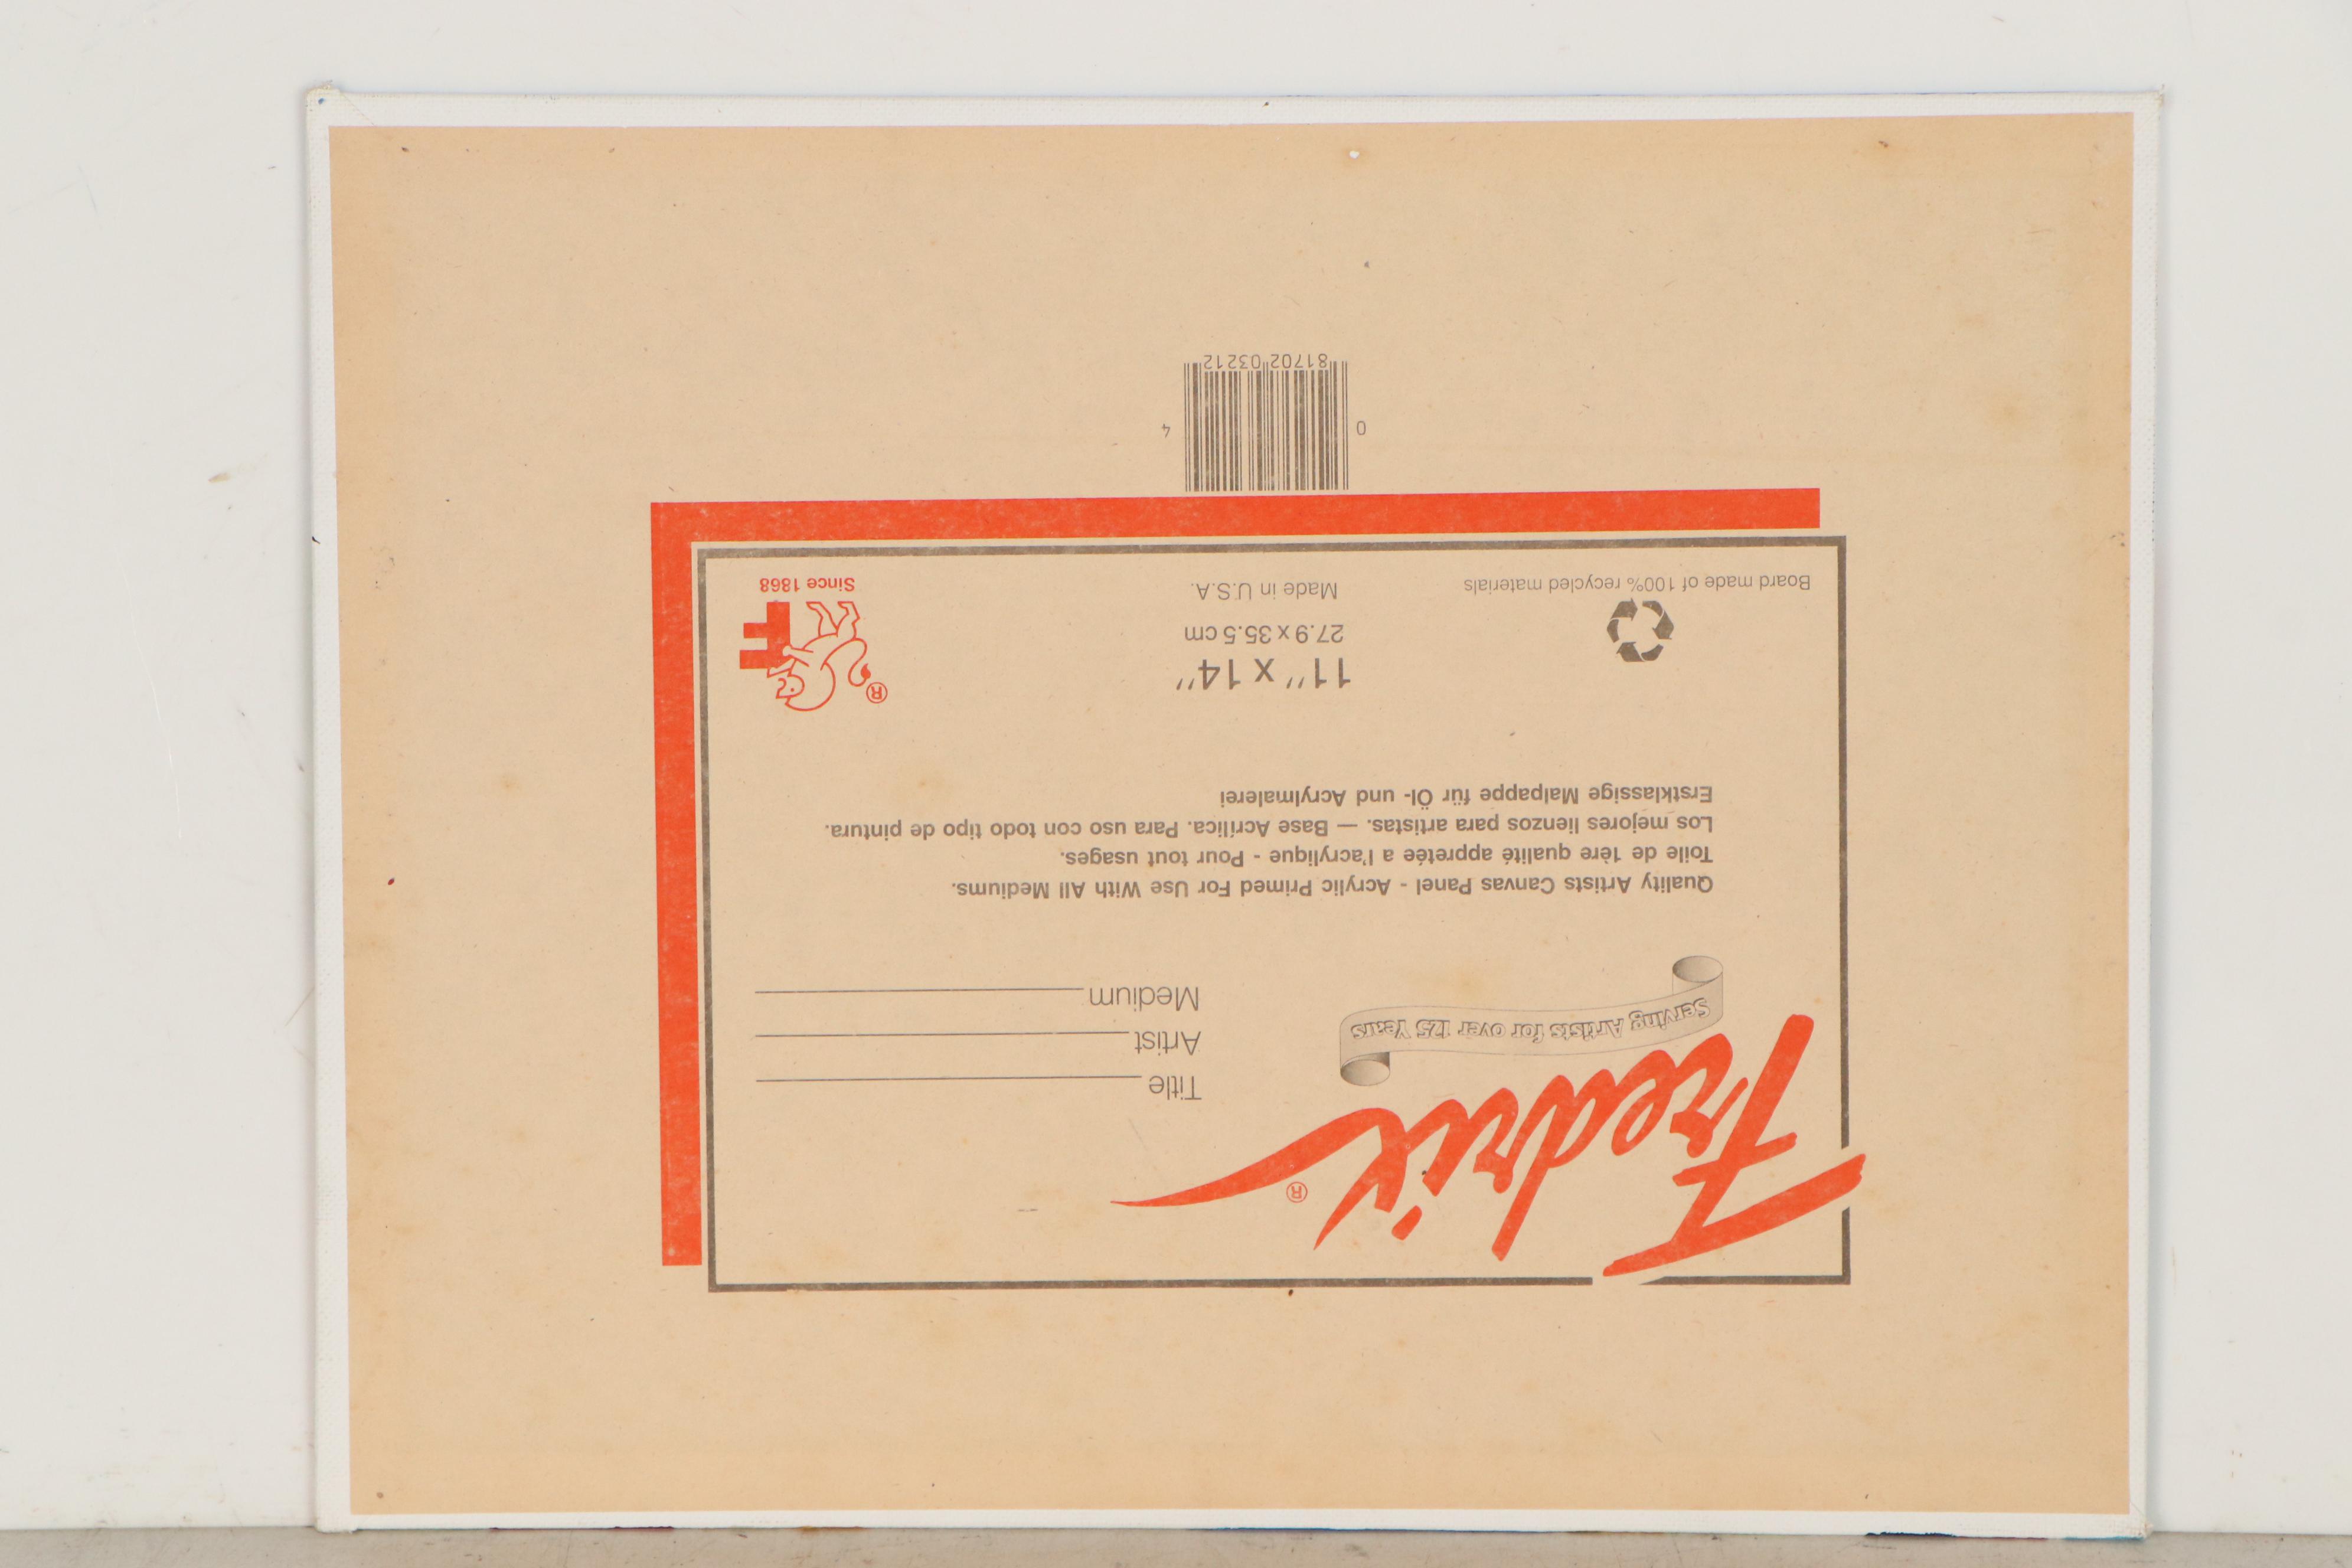 Fredrix®
Serving Artists for over 125 Years
Title
Artist
Medium
Quality Artists Canvas Panel - Acrylic Primed For Use With All Mediums.
Toile de 1ère qualité appretée a l'acrylique - Pour tout usages.
Los mejores lienzos para artistas. — Base Acrilica. Para uso con todo tipo de pintura.
Erstklassige Malpappe für Öl- und Acrylmalerei
11" x 14"
27.9 x 35.5 cm
Made in U.S.A.
Board made of 100% recycled materials
F ®
Since 1868
0 81702 03212 4